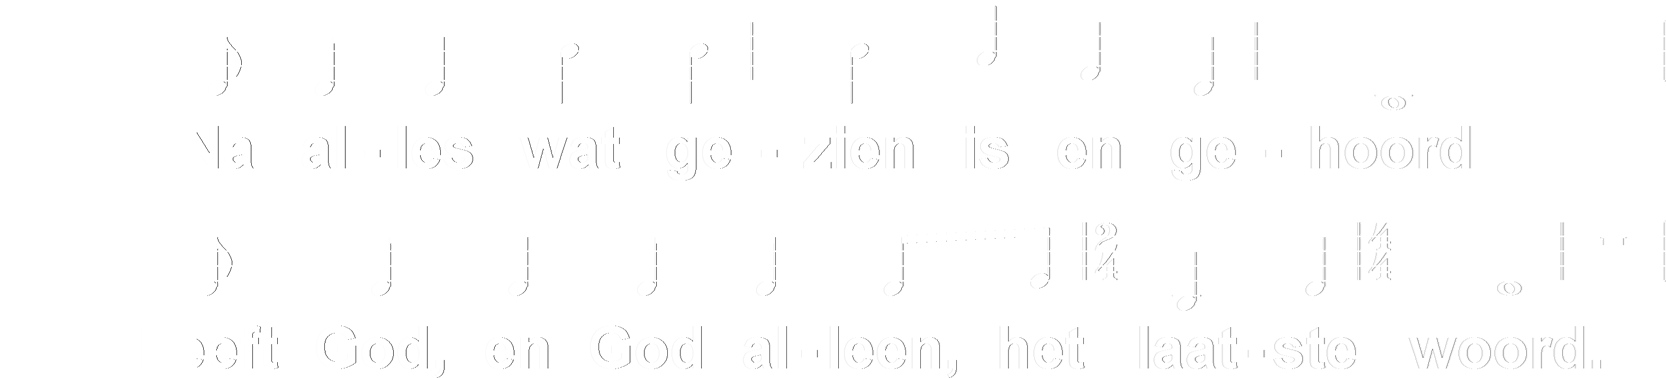 Na al - les wat ge - zien is en ge - hoord
eeft God, en God al - leen, het laat - ste woord.